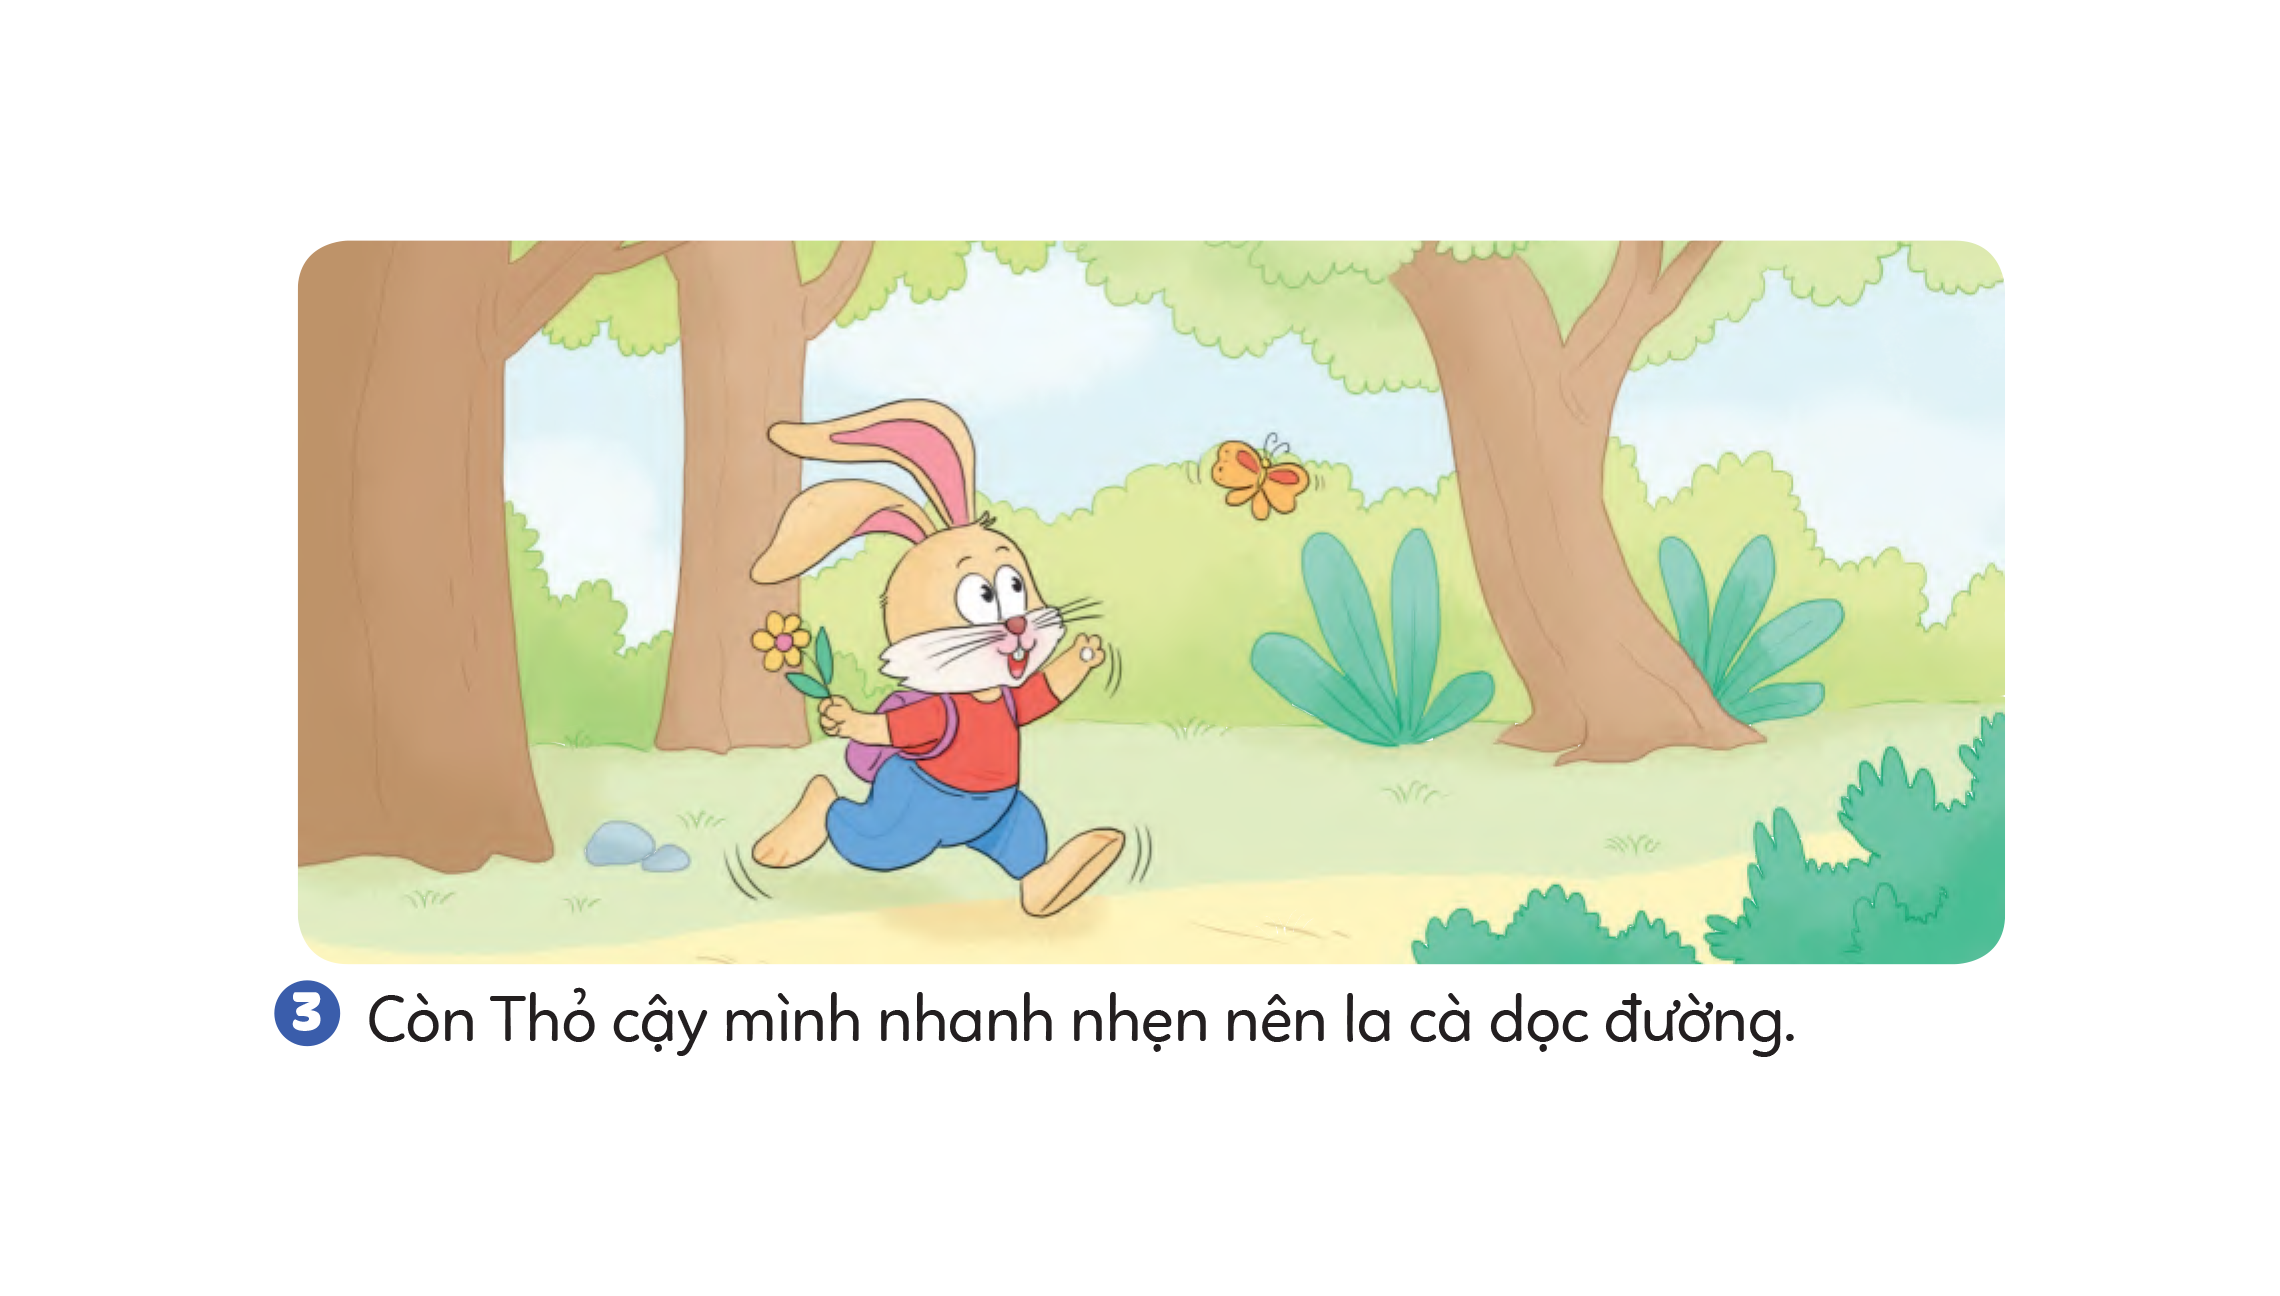 3 Còn Thỏ cậy mình nhanh nhẹn nên la cà dọc đường.